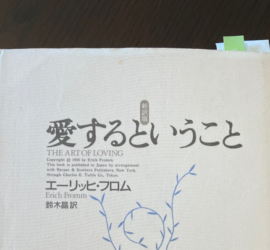 新訳版
愛するということ
THE ART OF LOVING
Copyright © 1956 by Erich Fromm
This book is published in Japan by arrangement
with Harper & Brothers Publishers, New York,
through Charles E. Tuttle Co., Tokyo
エーリッヒ・フロム
Erich Fromm
鈴木晶 訳